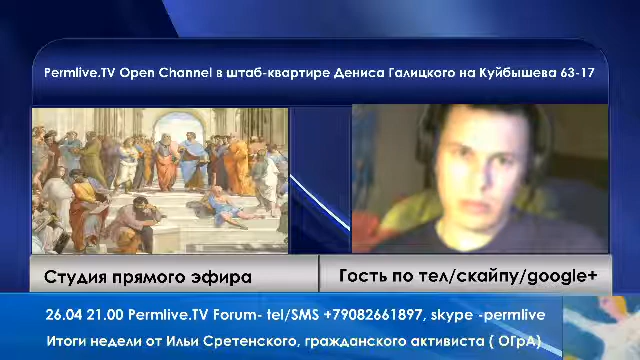 Permlive.TV Open Channel в штаб-квартире Дениса Галицкого на Куйбышева 63-17
Студия прямого эфира
Гость по тел/скайпу/google+
26.04 21.00 Permlive.TV Forum- tel/SMS +79082661897, skype -permlive
Итоги недели от Ильи Сретенского, гражданского активиста ( ОГрА)